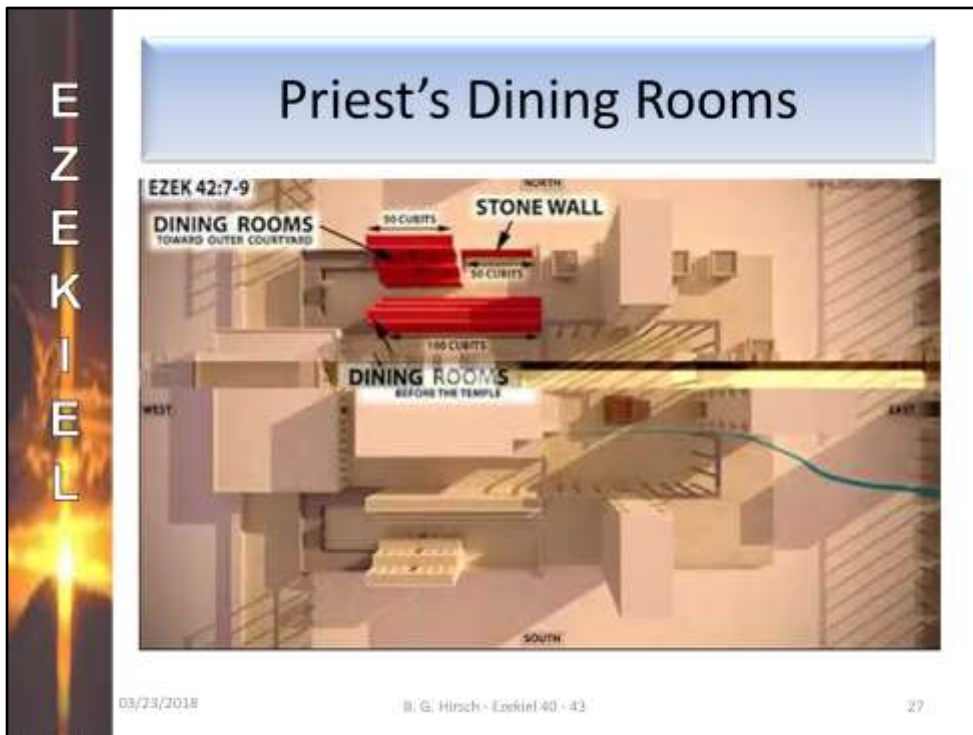 EZEKIEL
Priest's Dining Rooms
EZEK 42:7-9
NORTH
50 CUBITS
STONE WALL
DINING ROOMS
TOWARD OUTER COURTYARD
50 CUBITS
100 CUBITS
DINING ROOMS
BEFORE THE TEMPLE
WEST
EAST
SOUTH
03/23/2018
B. G. Hirsch - Ezekiel 40 - 43
27